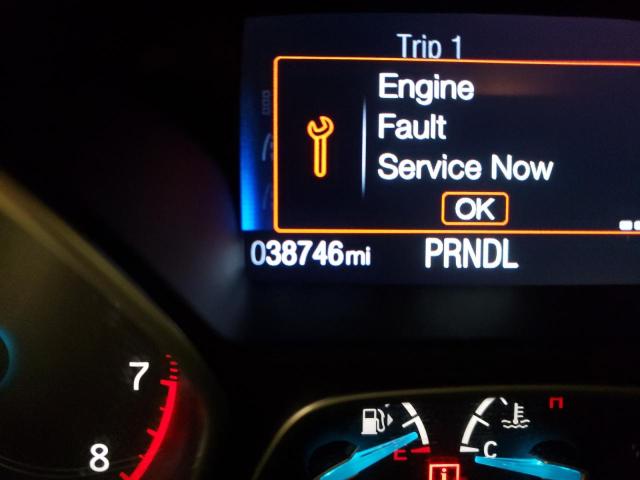 Trip 1
Engine
Fault
Service Now
OK
038746mi PRNDL
7
8
E
C
i